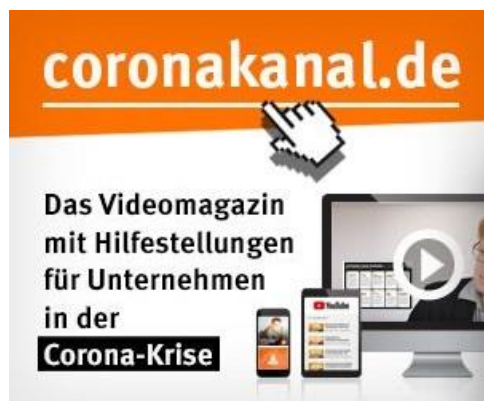 coronakanal.de
Das Videomagazin
mit Hilfestellungen
für Unternehmen
in der
Corona-Krise
YouTube